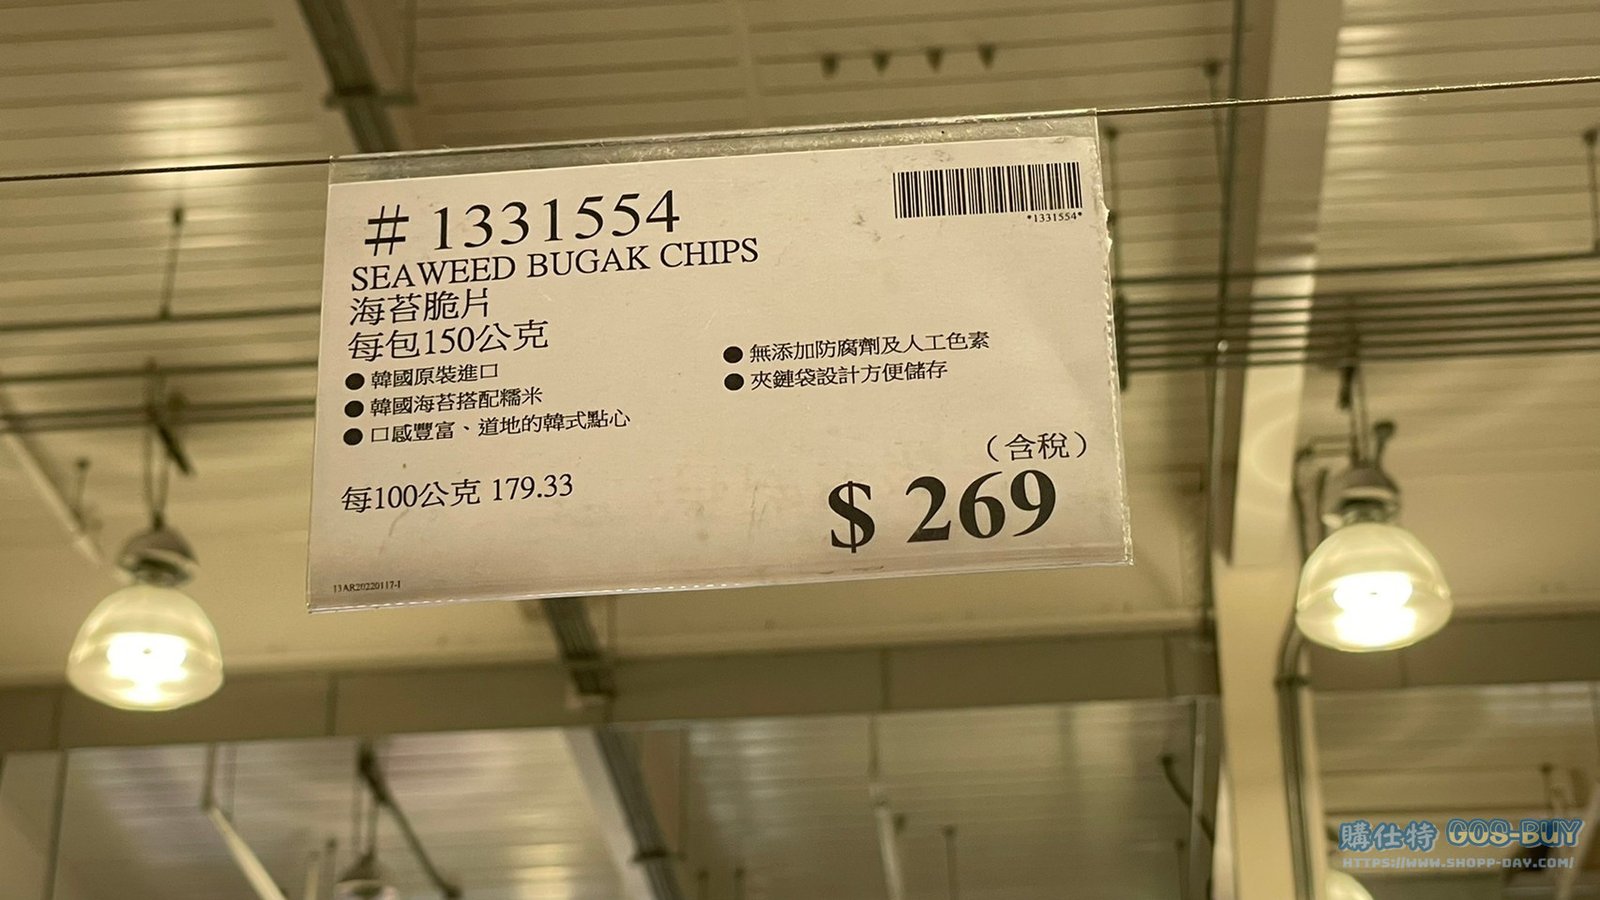 # 1331554
*1331554*
SEAWEED BUGAK CHIPS
海苔脆片
每包150公克
● 韓國原裝進口
● 韓國海苔搭配糯米
● 口感豐富、道地的韓式點心
● 無添加防腐劑及人工色素
● 夾鏈袋設計方便儲存
每100公克 179.33
（含稅）
$ 269
13AR20220117-1
購仕特 GOS-BUY
HTTPS://WWW.SHOPP-DAY.COM/